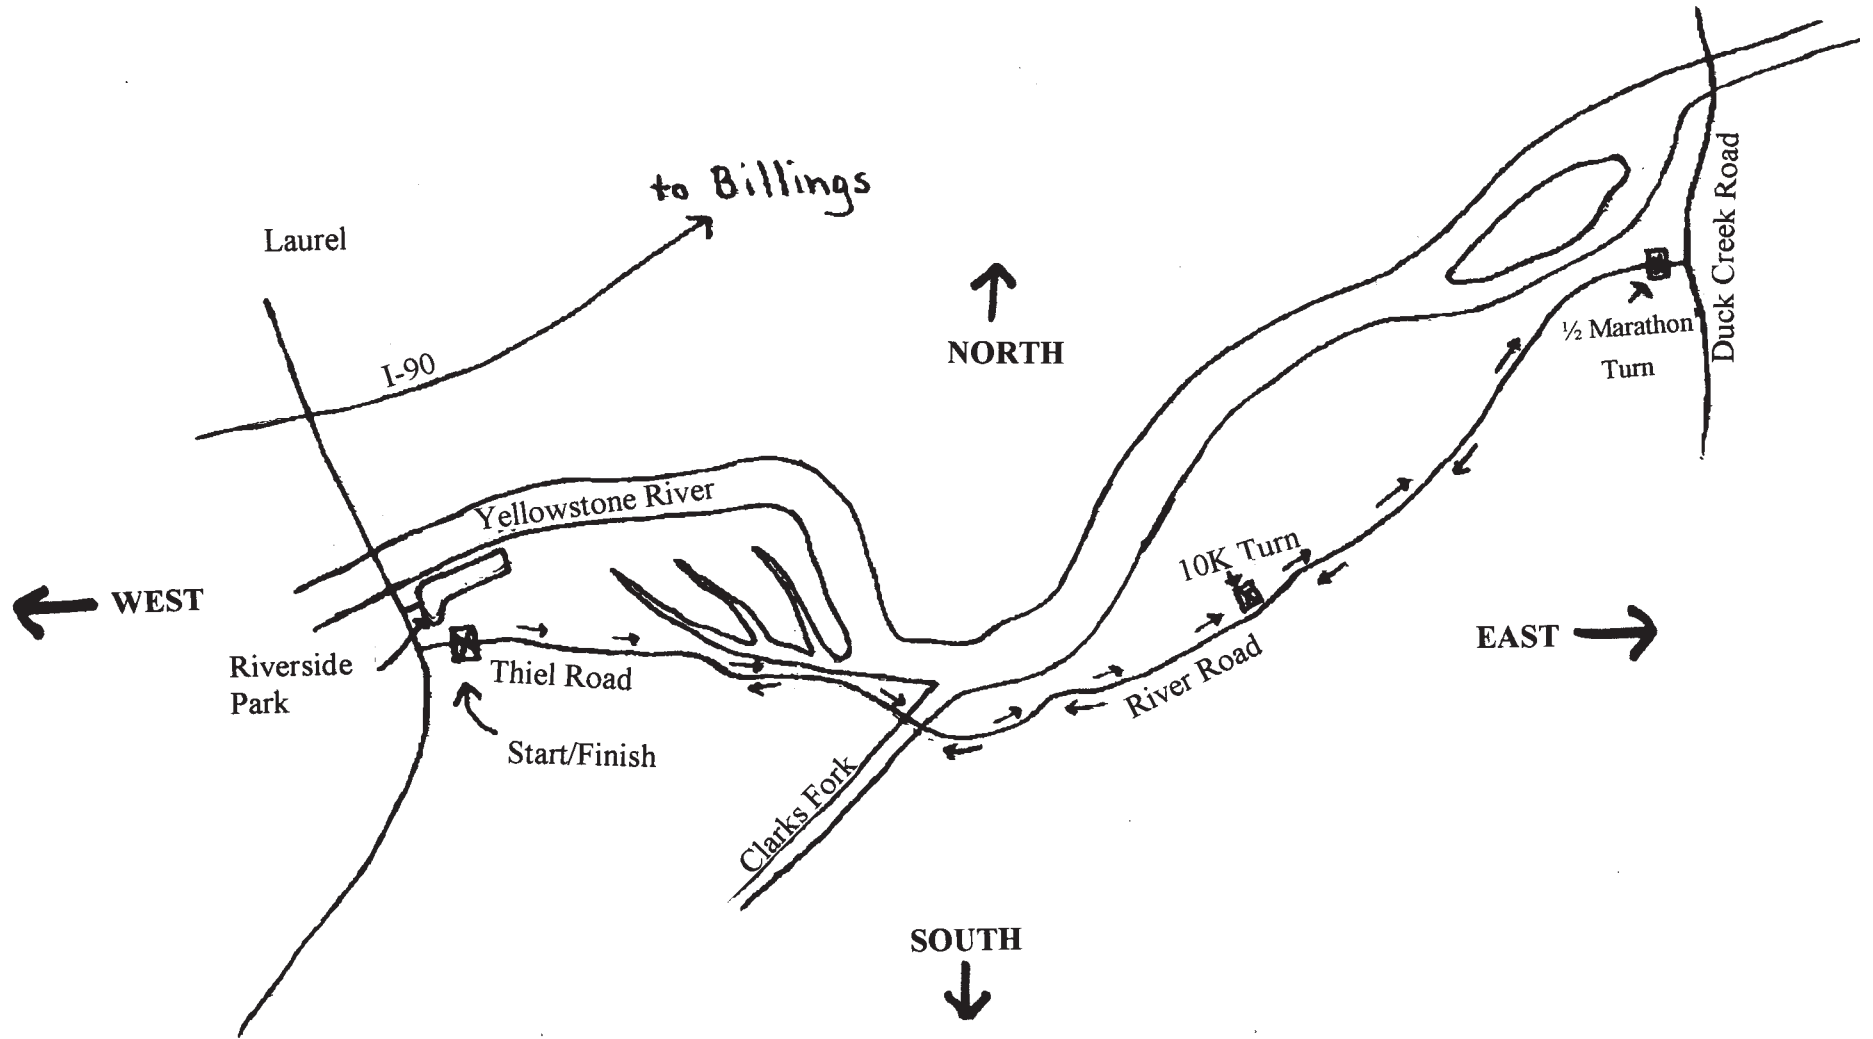 to Billings
Laurel
I-90
NORTH
Duck Creek Road
½ Marathon
Turn
Yellowstone River
10K Turn
WEST
EAST
Riverside
Park
Thiel Road
River Road
Start/Finish
Clarks Fork
SOUTH